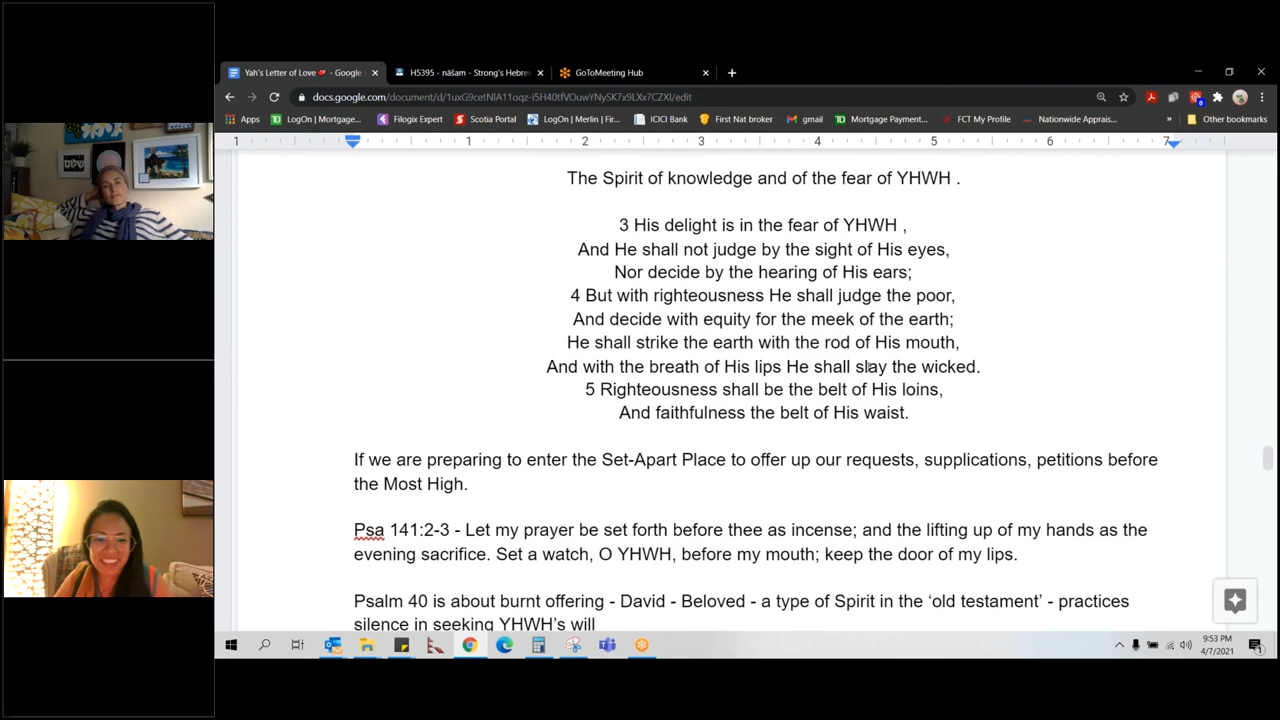 Yah's Letter of Love - Google
H5395 - nāšam - Strong's Hebre
GoToMeeting Hub
Apps
LogOn | Mortgage...
Filogix Expert
Scotia Portal
LogOn | Merlin | Fir...
ICICI Bank
First Nat broker
gmail
Mortgage Payment...
FCT My Profile
Nationwide Apprais...
»
Other bookmarks
1 1 2 3 4 5 6 7
The Spirit of knowledge and of the fear of YHWH .
3 His delight is in the fear of YHWH ,
And He shall not judge by the sight of His eyes,
Nor decide by the hearing of His ears;
4 But with righteousness He shall judge the poor,
And decide with equity for the meek of the earth;
He shall strike the earth with the rod of His mouth,
And with the breath of His lips He shall slay the wicked.
5 Righteousness shall be the belt of His loins,
And faithfulness the belt of His waist.
If we are preparing to enter the Set-Apart Place to offer up our requests, supplications, petitions before
the Most High.
Psa 141:2-3 - Let my prayer be set forth before thee as incense; and the lifting up of my hands as the
evening sacrifice. Set a watch, O YHWH, before my mouth; keep the door of my lips.
Psalm 40 is about burnt offering - David - Beloved - a type of Spirit in the ‘old testament’ - practices
silence in seeking YHWH’s will
9:53 PM
4/7/2021